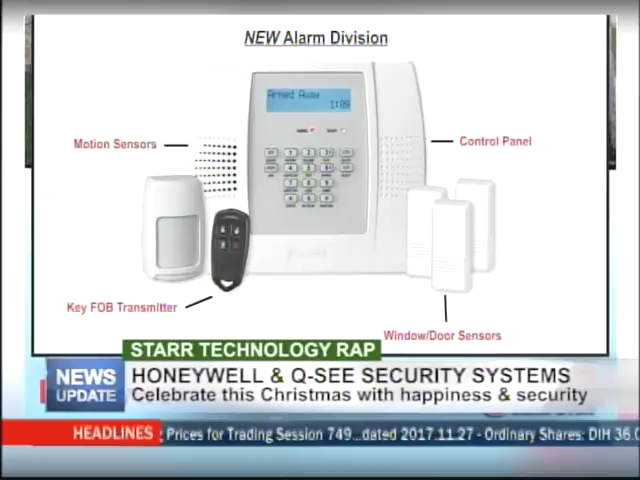 NEW Alarm Division
Armed Away
1:09
Motion Sensors
Control Panel
Key FOB Transmitter
Window/Door Sensors
STARR TECHNOLOGY RAP
NEWS UPDATE
HONEYWELL & Q-SEE SECURITY SYSTEMS
Celebrate this Christmas with happiness & security
HEADLINES
Prices for Trading Session 749...dated 2017.11.27 - Ordinary Shares: DIH 36.0